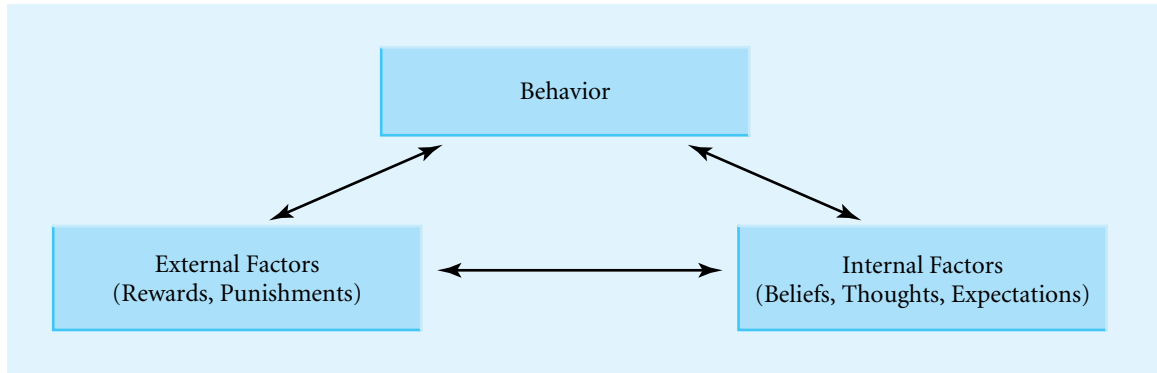 Behavior
External Factors
(Rewards, Punishments)
Internal Factors
(Beliefs, Thoughts, Expectations)